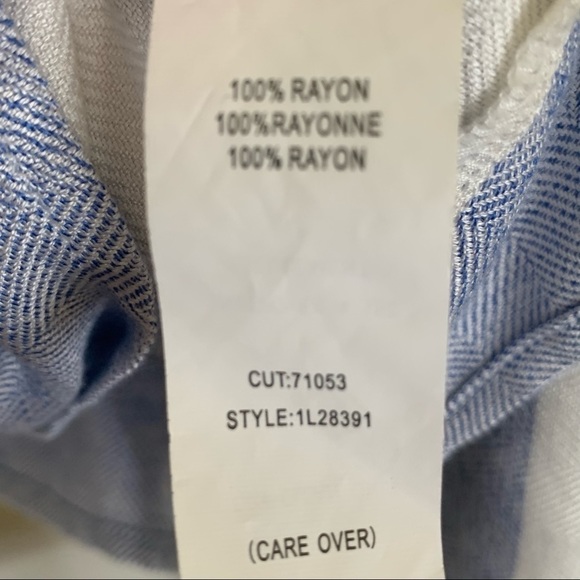 100% RAYON
100%RAYONNE
100% RAYON
CUT:71053
STYLE:1L28391
(CARE OVER)